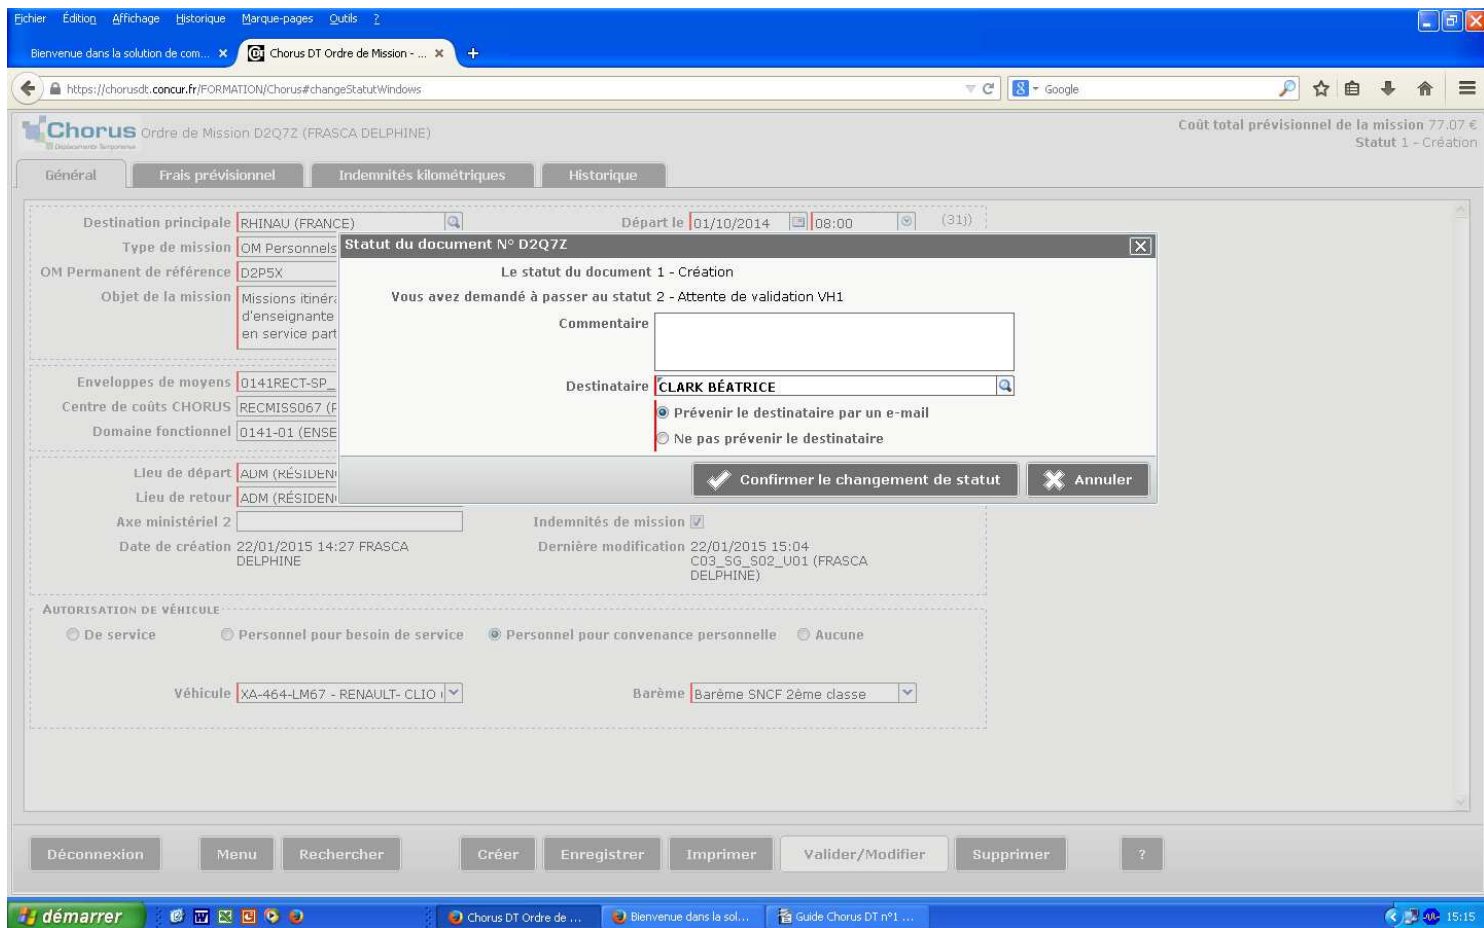 Fichier Édition Affichage Historique Marque-pages Outils ?
Bienvenue dans la solution de com... Chorus DT Ordre de Mission - ...
https://chorusdt.concur.fr/FORMATION/Chorus#changeStatutWindows Google
Chorus Ordre de Mission D2Q7Z (FRASCA DELPHINE) Coût total prévisionnel de la mission 77.07 €
Déplacements Temporaires Statut 1 - Création
Général Frais prévisionnel Indemnités kilométriques Historique
Destination principale RHINAU (FRANCE) Départ le 01/10/2014 08:00 (31j)
Type de mission OM Personnels
OM Permanent de référence D2P5X
Objet de la mission Missions itinéra
d'enseignante
en service part
Statut du document N° D2Q7Z
Le statut du document 1 - Création
Vous avez demandé à passer au statut 2 - Attente de validation VH1
Commentaire
Destinataire CLARK BÉATRICE
Prévenir le destinataire par un e-mail
Ne pas prévenir le destinataire
Confirmer le changement de statut Annuler
Enveloppes de moyens 0141RECT-SP_
Centre de coûts CHORUS RECMISS067 (
Domaine fonctionnel 0141-01 (ENSE
Lieu de départ ADM (RÉSIDEN
Lieu de retour ADM (RÉSIDEN
Axe ministériel 2 Indemnités de mission
Date de création 22/01/2015 14:27 FRASCA DELPHINE Dernière modification 22/01/2015 15:04
C03_SG_S02_U01 (FRASCA
DELPHINE)
AUTORISATION DE VÉHICULE
De service Personnel pour besoin de service Personnel pour convenance personnelle Aucune
Véhicule XA-464-LM67 - RENAULT- CLIO Barème Barème SNCF 2ème classe
Déconnexion Menu Rechercher Créer Enregistrer Imprimer Valider/Modifier Supprimer ?
démarrer Chorus DT Ordre de ... Bienvenue dans la sol... Guide Chorus DT n°1 ... 15:15